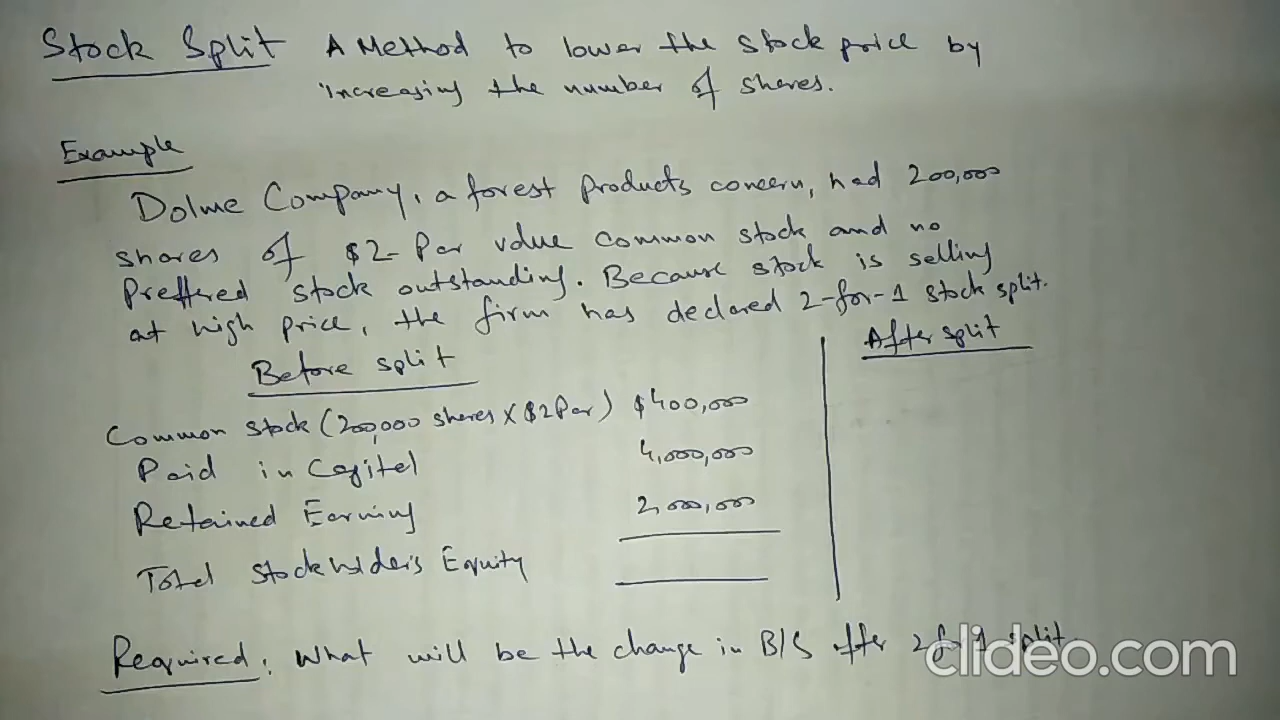 Stock Split A Method to lower the stock price by
increasing the number of shares.
Example
Dolme Company, a forest products concern, had 200,000
shares of $2-Par value common stock and no
Preffered stock outstanding. Because stock is selling
at high price, the firm has declared 2-for-1 stock split.
Before split
After split
Common stock (200,000 shares X $2 Par) $400,000
Paid in Capital 4,000,000
Retained Earning 2,000,000
Total stockholder's Equity
Required: What will be the change in B/S after 2 for 1 split
clideo.com